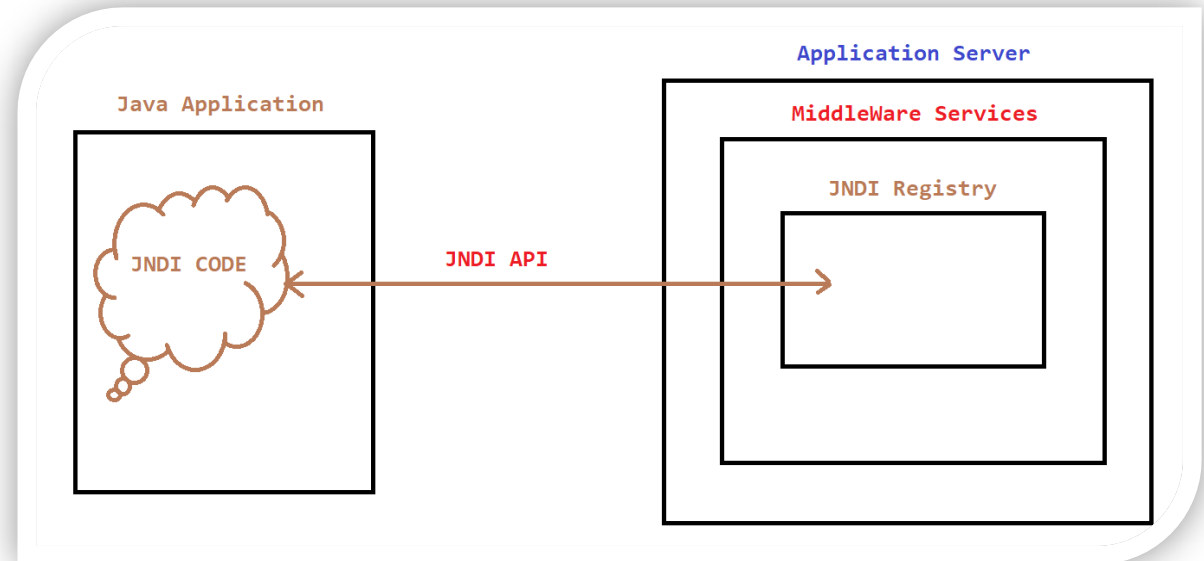 Application Server
Java Application
MiddleWare Services
JNDI Registry
JNDI CODE
JNDI API